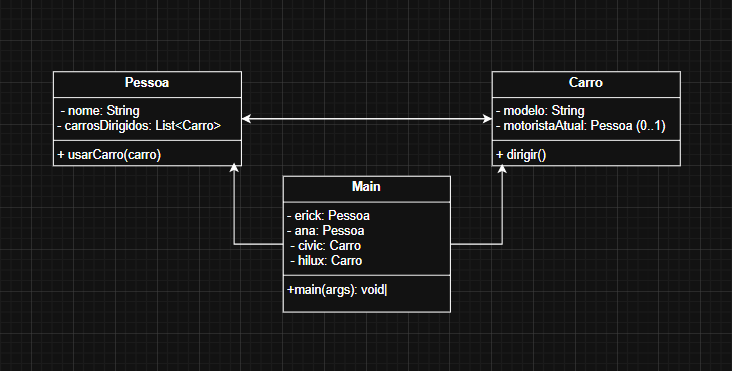 Pessoa
- nome: String
- carrosDirigidos: List<Carro>
+ usarCarro(carro)
Carro
- modelo: String
- motoristaAtual: Pessoa (0..1)
+ dirigir()
Main
- erick: Pessoa
- ana: Pessoa
- civic: Carro
- hilux: Carro
+main(args): void|